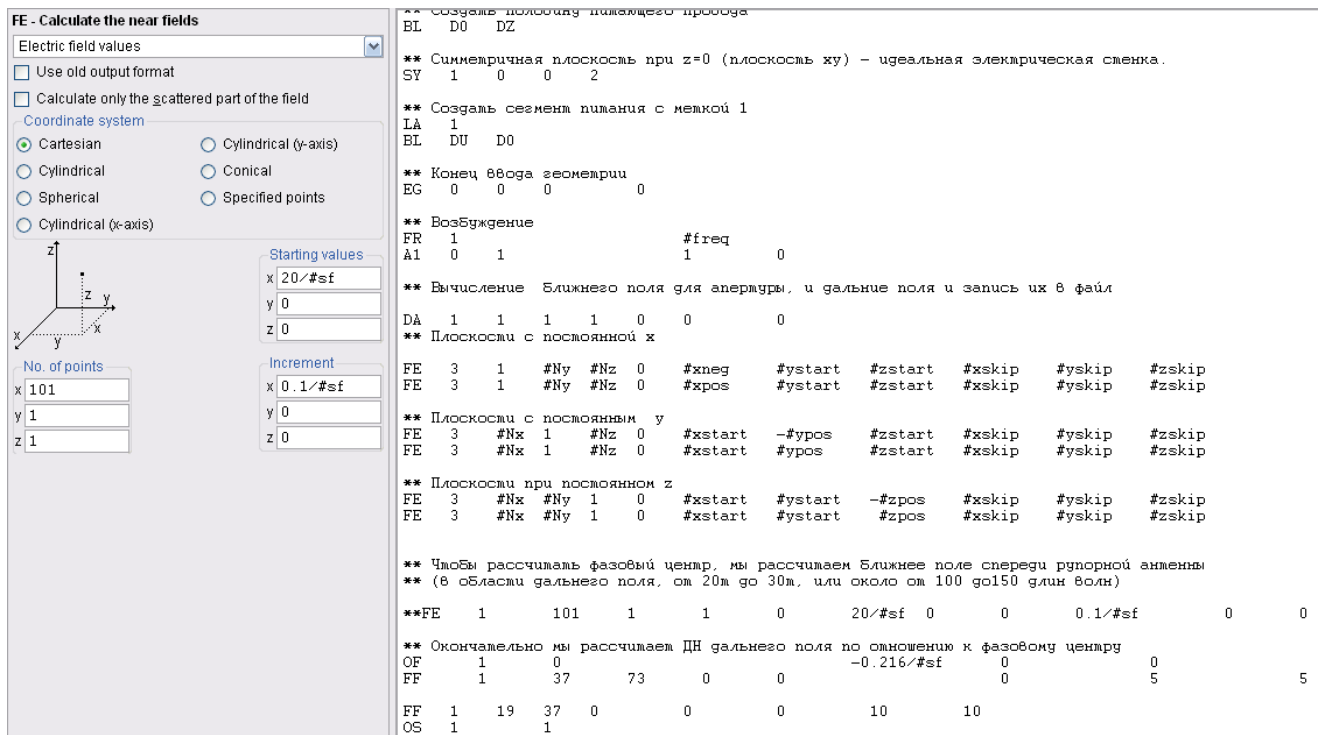 FE - Calculate the near fields
Electric field values
Use old output format
Calculate only the scattered part of the field
Coordinate system
Cartesian
Cylindrical (y-axis)
Cylindrical
Conical
Spherical
Specified points
Cylindrical (x-axis)
z
z y
x
y x
Starting values
x 20/#sf
y 0
z 0
No. of points
x 101
y 1
z 1
Increment
x 0.1/#sf
y 0
z 0
** Создать половину питающего провода
BL D0 DZ
** Симметричная плоскость при z=0 (плоскость xy) – идеальная электрическая стенка.
SY 1 0 0 2
** Создать сегмент питания с меткой 1
LA 1
BL DU D0
** Конец ввода геометрии
EG 0 0 0 0
** Возбуждение
FR 1 #freq
A1 0 1 1 0
** Вычисление ближнего поля для апертуры, и дальние поля и запись их в файл
DA 1 1 1 1 0 0 0
** Плоскости с постоянной x
FE 3 1 #Ny #Nz 0 #xneg #ystart #zstart #xskip #yskip #zskip
FE 3 1 #Ny #Nz 0 #xpos #ystart #zstart #xskip #yskip #zskip
** Плоскости с постоянным y
FE 3 #Nx 1 #Nz 0 #xstart -#ypos #zstart #xskip #yskip #zskip
FE 3 #Nx 1 #Nz 0 #xstart #ypos #zstart #xskip #yskip #zskip
** Плоскости при постоянном z
FE 3 #Nx #Ny 1 0 #xstart #ystart -#zpos #xskip #yskip #zskip
FE 3 #Nx #Ny 1 0 #xstart #ystart #zpos #xskip #yskip #zskip
** Чтобы рассчитать фазовый центр, мы рассчитаем ближнее поле спереди рупорной антенны
** (в области дальнего поля, от 20m до 30m, или около от 100 до150 длин волн)
**FE 1 101 1 1 0 20/#sf 0 0 0.1/#sf 0 0
** Окончательно мы рассчитаем ДН дальнего поля по отношению к фазовому центру
OF 1 0 -0.216/#sf 0 0
FF 1 37 73 0 0 0 5 5
FF 1 19 37 0 0 0 10 10
OS 1 1